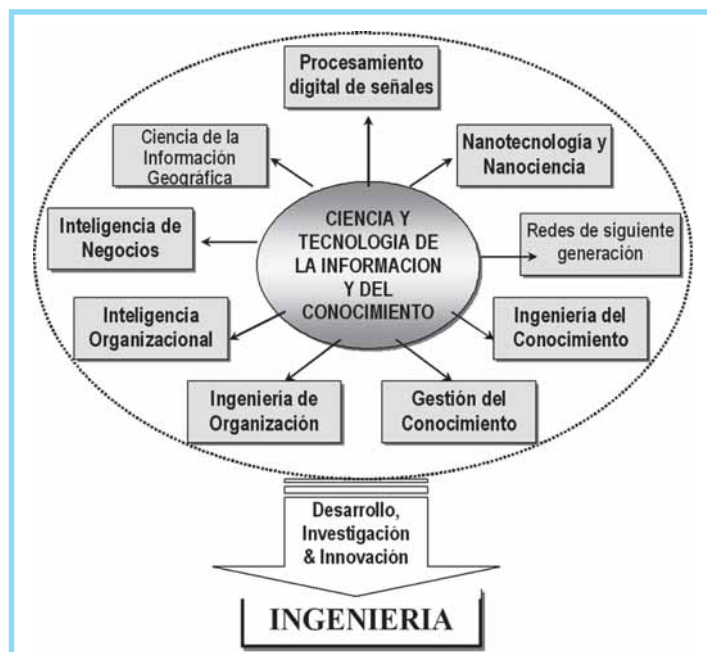 Procesamiento
digital de señales
Ciencia de la
Información
Geográfica
Nanotecnología y
Nanociencia
Inteligencia de
Negocios
CIENCIA Y
TECNOLOGIA DE
LA INFORMACION
Y DEL
CONOCIMIENTO
Redes de siguiente
generación
Inteligencia
Organizacional
Ingeniería del
Conocimiento
Ingeniería de
Organización
Gestión del
Conocimiento
Desarrollo,
Investigación
& Innovación
INGENIERIA